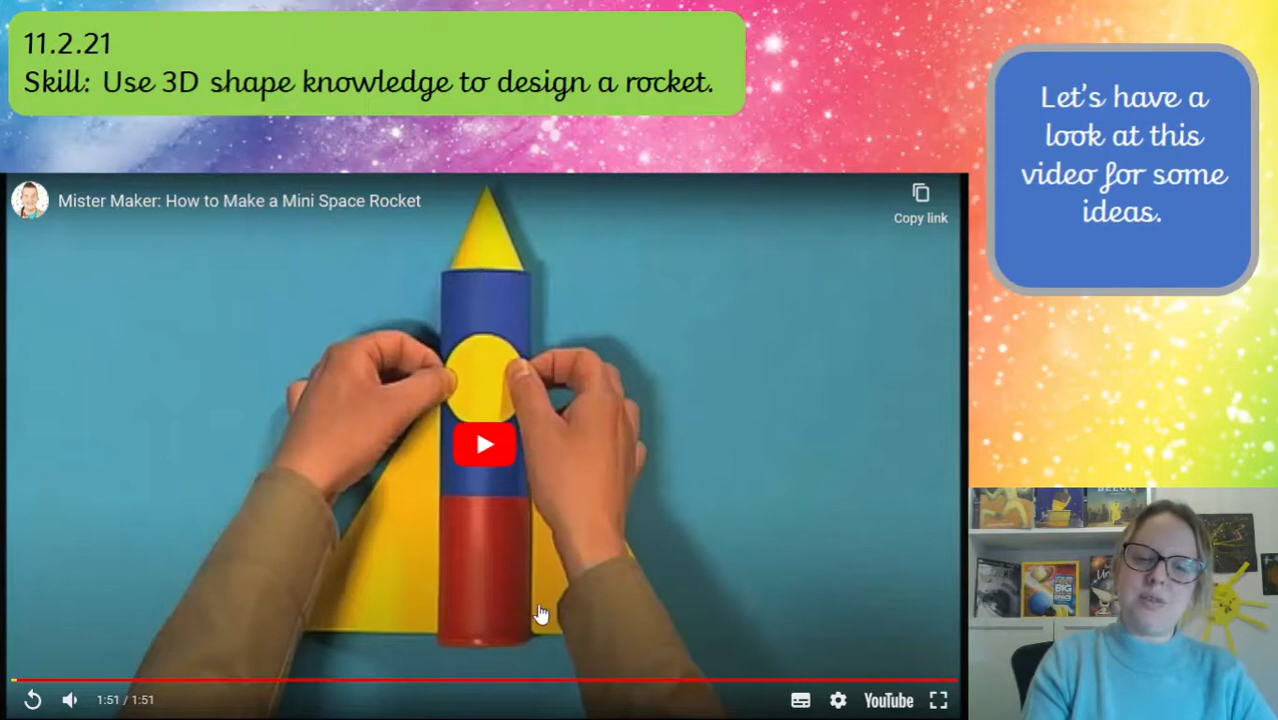 11.2.21
Skill: Use 3D shape knowledge to design a rocket.
Let's have a
look at this
video for some
ideas.
Mister Maker: How to Make a Mini Space Rocket
Copy link
1:51 / 1:51
YouTube